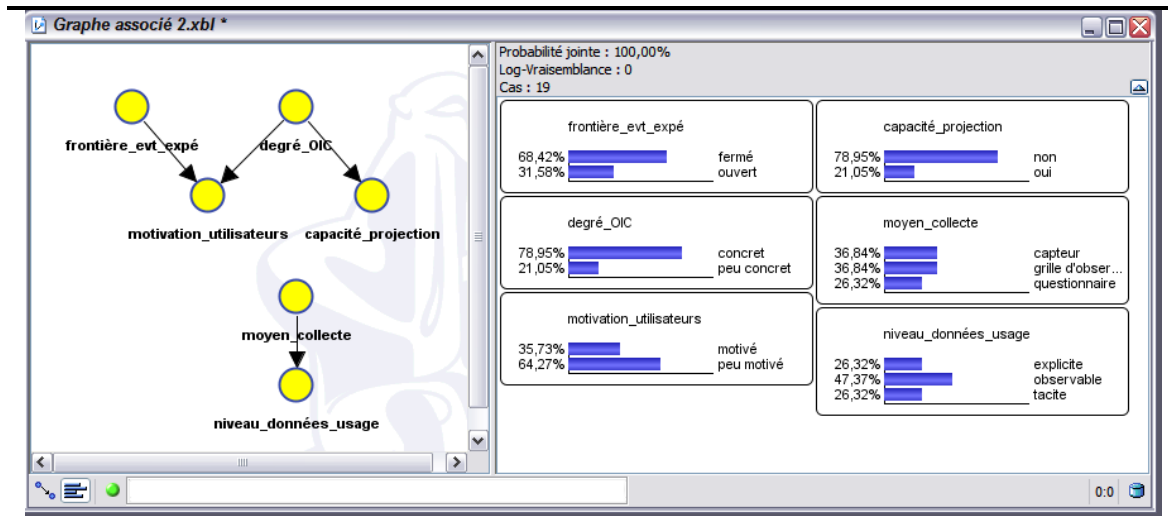 Graphe associé 2.xbl *
frontière_evt_expé
degré_OIC
motivation_utilisateurs
capacité_projection
moyen_collecte
niveau_données_usage
Probabilité jointe : 100,00%
Log-Vraisemblance : 0
Cas : 19
frontière_evt_expé
68,42% fermé
31,58% ouvert
degré_OIC
78,95% concret
21,05% peu concret
motivation_utilisateurs
35,73% motivé
64,27% peu motivé
capacité_projection
78,95% non
21,05% oui
moyen_collecte
36,84% capteur
36,84% grille d'obser...
26,32% questionnaire
niveau_données_usage
26,32% explicite
47,37% observable
26,32% tacite
0:0